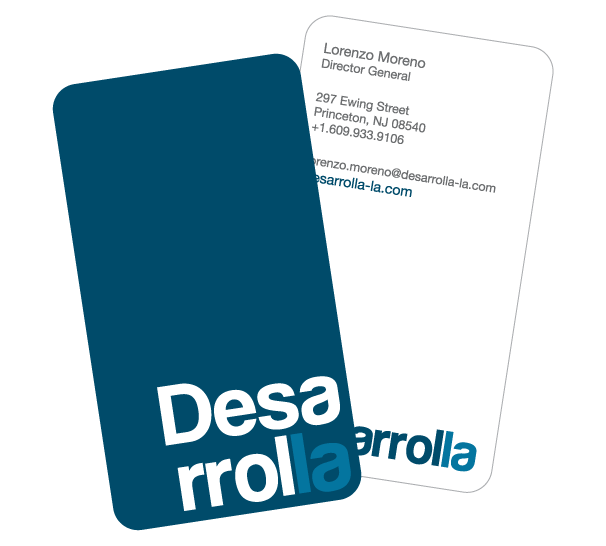 Desa
rrolla
Lorenzo Moreno
Director General
297 Ewing Street
Princeton, NJ 08540
+1.609.933.9106
orenzo.moreno@desarrolla-la.com
esarrolla-la.com
arrolla